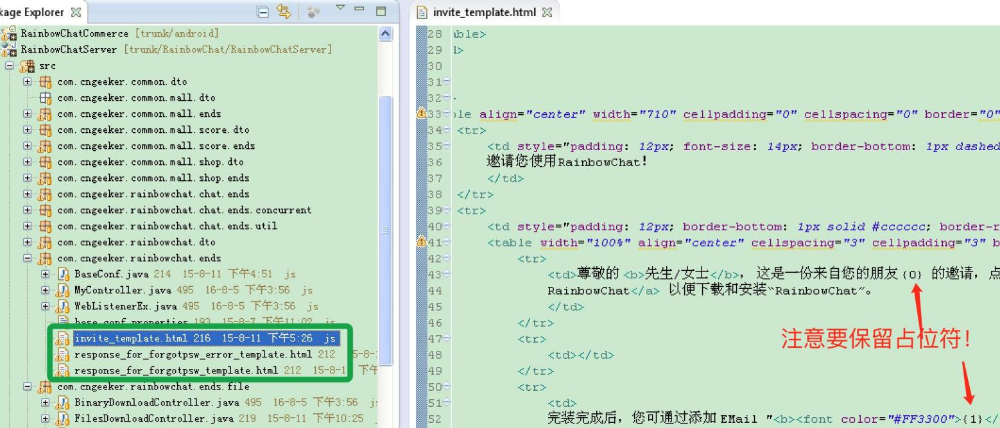 kage Explorer
RainbowChatCommerce [trunk/android]
RainbowChatServer [trunk/RainbowChat/RainbowChatServer]
src
com.cngeeker.common.dto
com.cngeeker.common.mall.dto
com.cngeeker.common.mall.ends
com.cngeeker.common.mall.score.dto
com.cngeeker.common.mall.score.ends
com.cngeeker.common.mall.shop.dto
com.cngeeker.common.mall.shop.ends
com.cngeeker.rainbowchat.chat.ends
com.cngeeker.rainbowchat.chat.ends.concurrent
com.cngeeker.rainbowchat.chat.ends.util
com.cngeeker.rainbowchat.dto
com.cngeeker.rainbowchat.ends
BaseConf.java 214 15-8-11 下午4:51 js
MyController.java 495 16-8-5 下午3:56 js
WebListenerEx.java 495 16-8-5 下午3:56 js
base_conf.properties 193 15-8-7 下午11:02 js
invite_template.html 216 15-8-11 下午5:26 js
response_for_forgotpsw_error_template.html 212 5-8-
response_for_forgotpsw_template.html 212 15-8-1 下午
com.cngeeker.rainbowchat.ends.file
BinaryDownloadController.java 495 16-8-5 下午3:56 js
FilesDownloadController.java 219 15-8-11 下午10:25
invite_template.html
28 able>
29 d>
30
31
32 -
33 ble align="center" width="710" cellpadding="0" cellspacing="0" border="0"
34 <tr>
35 <td style="padding: 12px; font-size: 14px; border-bottom: 1px dashed
36 邀请您使用RainbowChat!
37 </td>
38 </tr>
39 <tr>
40 <td style="padding: 12px; border-bottom: 1px solid #cccccc; border-r
41 <table width="100%" align="center" cellspacing="3" cellpadding="3" b
42 <tr>
43 <td>尊敬的 <b>先生/女士</b>, 这是一份来自您的朋友 {0} 的邀请, 点
44 RainbowChat</a> 以便下载和安装“RainbowChat”。
45 </td>
46 </tr>
47 <tr>
注意要保留占位符!
48 <td></td>
49 </tr>
50 <tr>
51 <td>
52 完装完成后, 您可通过添加 EMail "<b><font color="#FF3300">{1}</